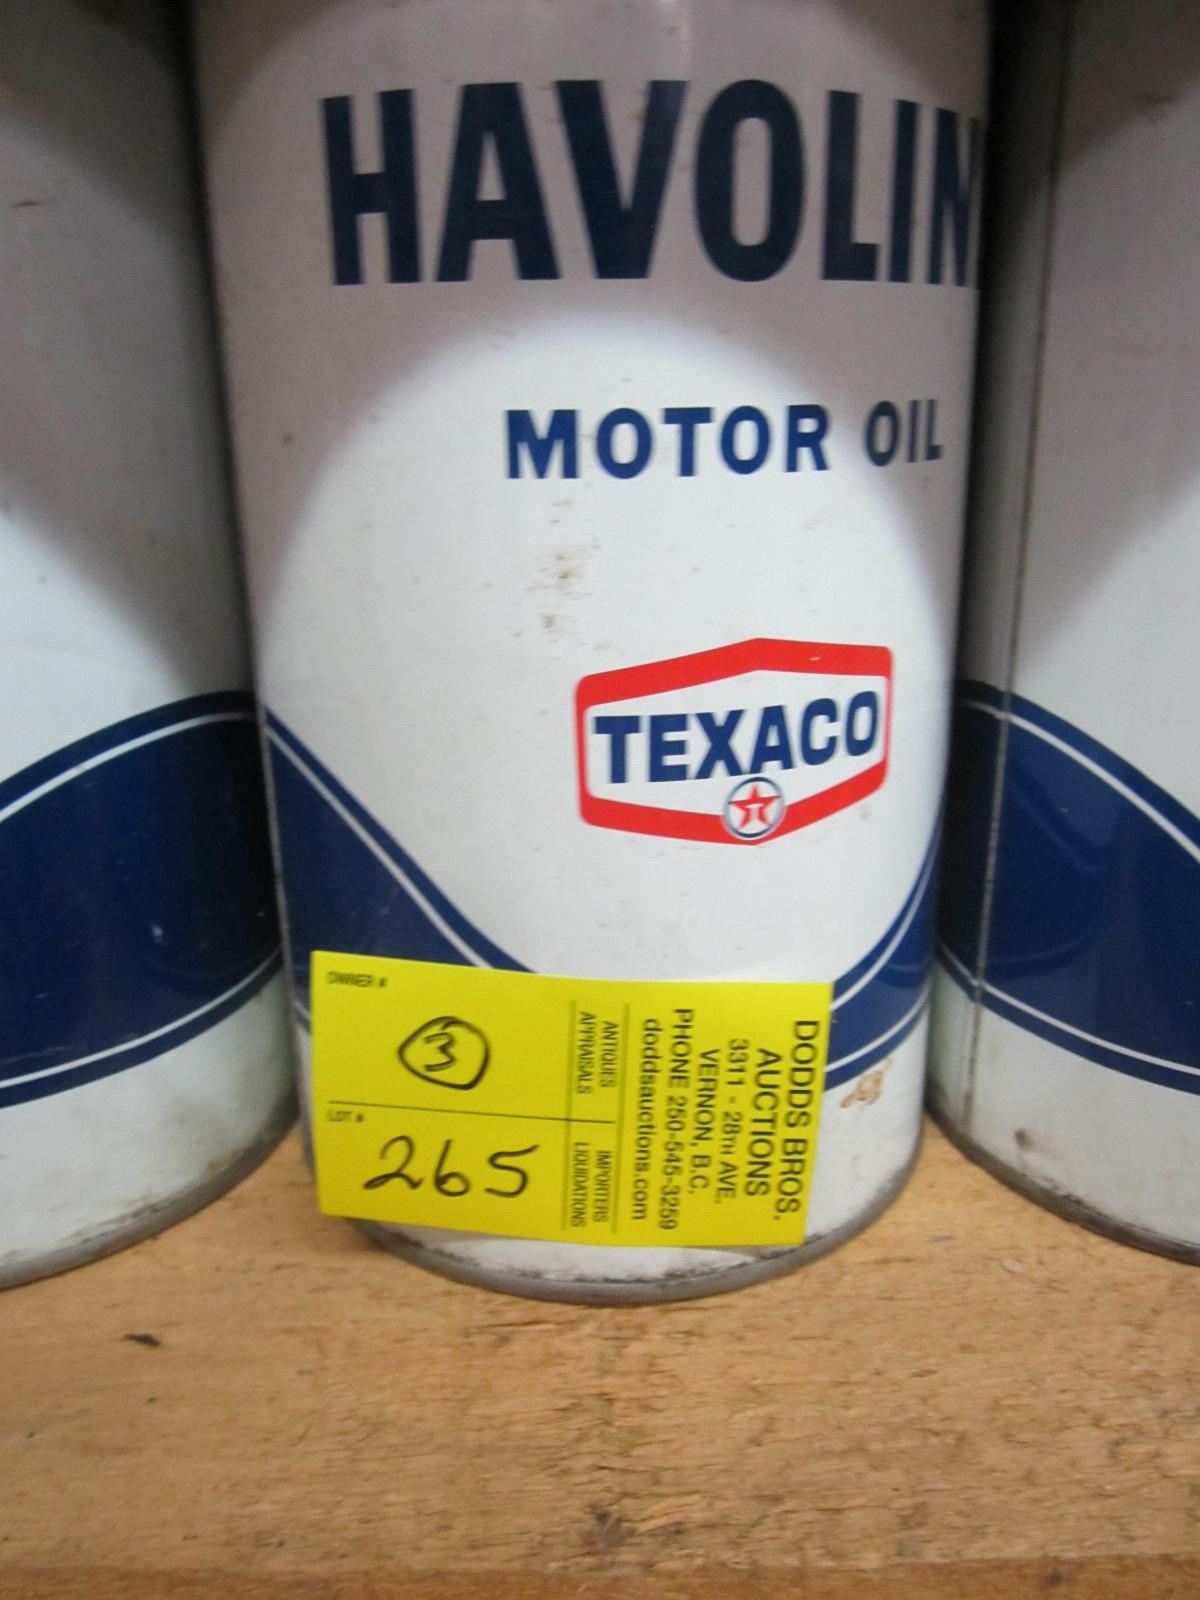 HAVOLIN
MOTOR OIL
TEXACO
T
OWNER #
3
LOT #
265
ANTIQUES
APPRAISALS
IMPORTERS
LIQUIDATIONS
DODDS BROS.
AUCTIONS
3311 - 28TH AVE.
VERNON, B.C.
PHONE 250-545-3259
doddsauctions.com